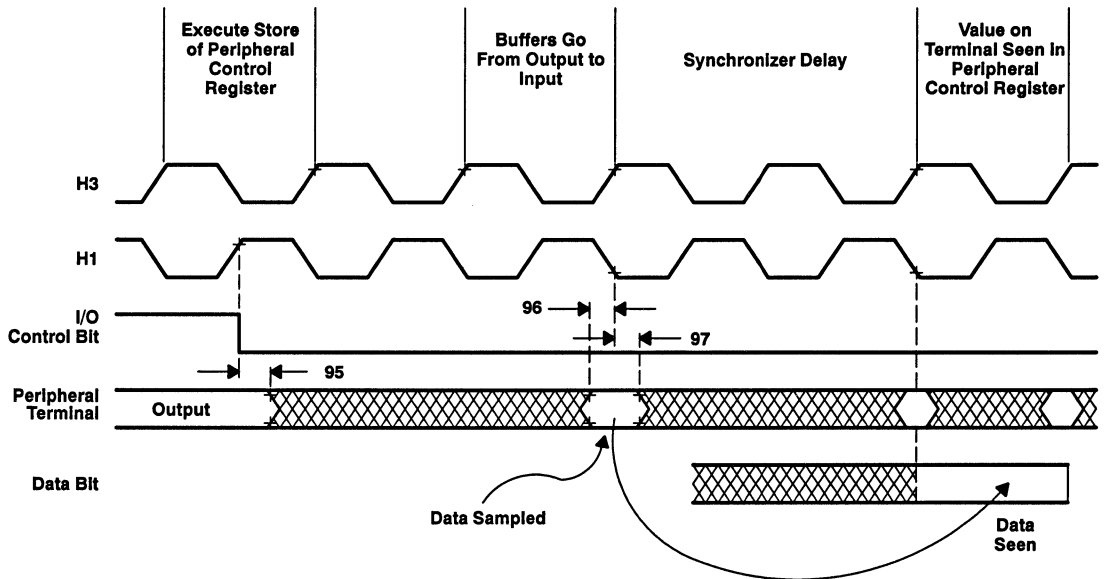 Execute Store
of Peripheral
Control
Register
Buffers Go
From Output to
Input
Synchronizer Delay
Value on
Terminal Seen in
Peripheral
Control Register
H3
H1
I/O
Control Bit
96
97
95
Peripheral
Terminal
Output
Data Bit
Data Sampled
Data
Seen